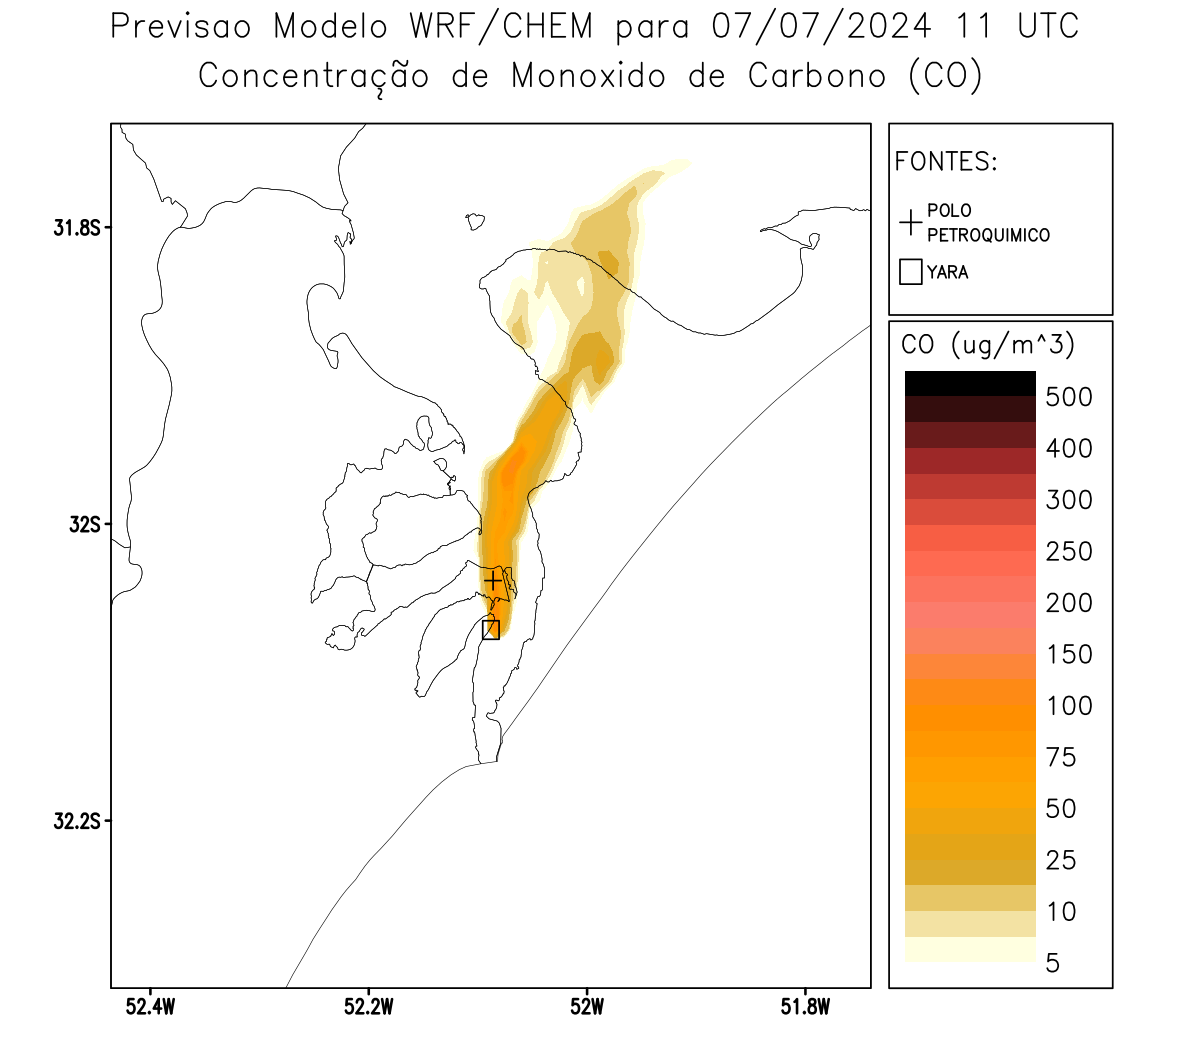 Previsao Modelo WRF/CHEM para 07/07/2024 11 UTC
Concentração de Monoxido de Carbono (CO)
FONTES:
POLO
PETROQUIMICO
YARA
CO (ug/m^3)
500
400
300
250
200
150
100
75
50
25
10
5
31.8S
32S
32.2S
52.4W
52.2W
52W
51.8W